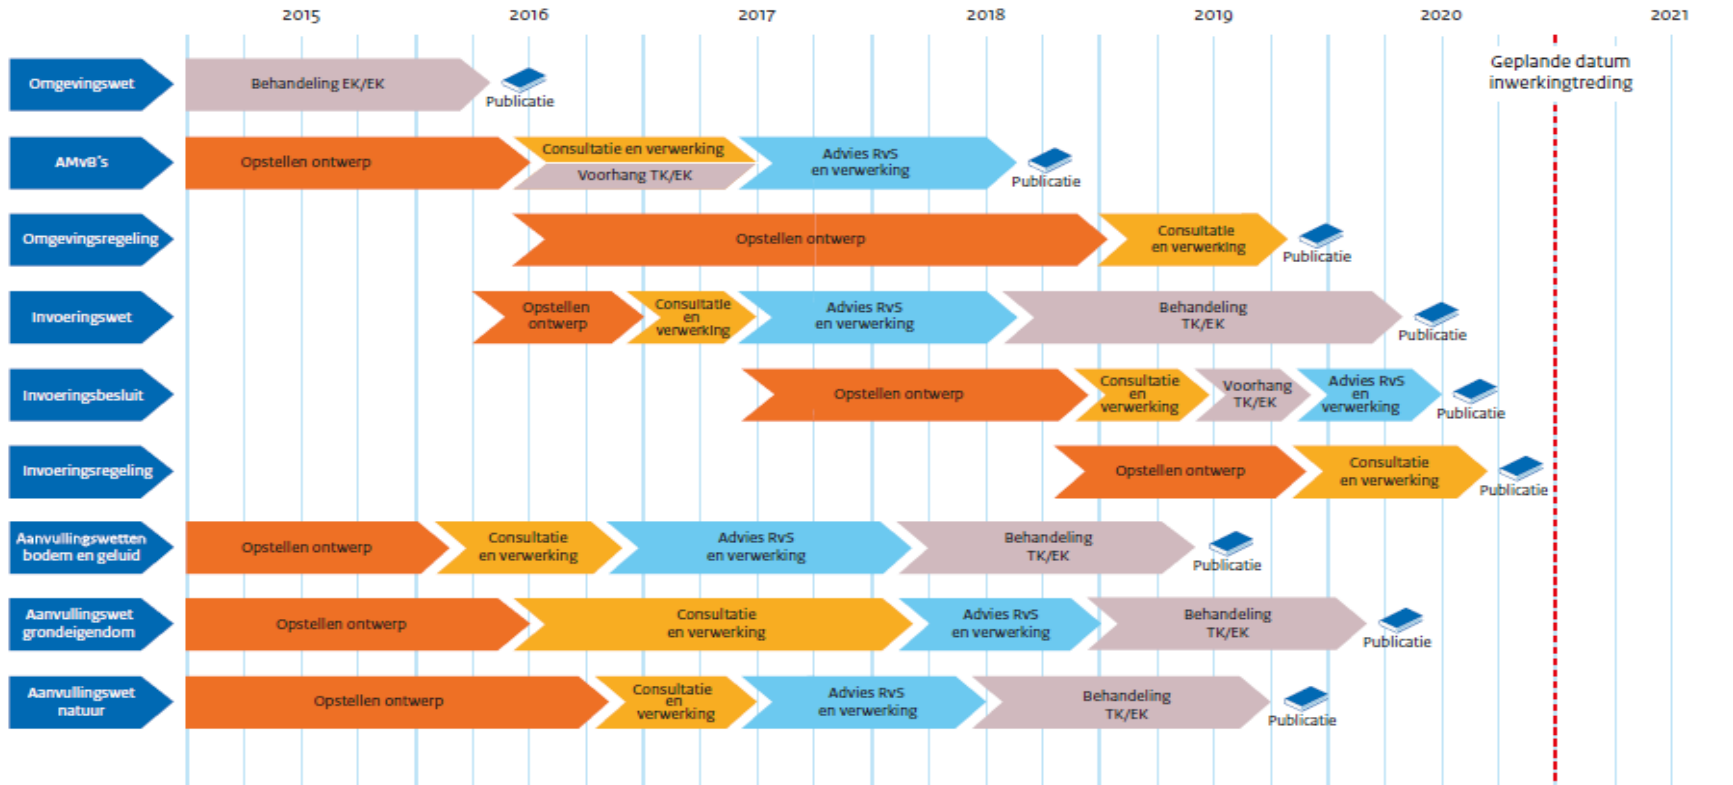 2015 2016 2017 2018 2019 2020 2021
Geplande datum
inwerkingtreding
Omgevingswet
Behandeling EK/EK
Publicatie
AMvB's
Opstellen ontwerp
Consultatie en verwerking
Voorhang TK/EK
Advies RvS
en verwerking
Publicatie
Omgevingsregeling
Opstellen ontwerp
Consultatie
en verwerking
Publicatie
Invoeringswet
Opstellen
ontwerp
Consultatie
en
verwerking
Advies RvS
en verwerking
Behandeling
TK/EK
Publicatie
Invoeringsbesluit
Opstellen ontwerp
Consultatie
en
verwerking
Voorhang
TK/EK
Advies RvS
en
verwerking
Publicatie
Invoeringsregeling
Opstellen ontwerp
Consultatie
en verwerking
Publicatie
Aanvullingswetten
bodem en geluid
Opstellen ontwerp
Consultatie
en verwerking
Advies RvS
en verwerking
Behandeling
TK/EK
Publicatie
Aanvullingswet
grondeigendom
Opstellen ontwerp
Consultatie
en verwerking
Advies RvS
en verwerking
Behandeling
TK/EK
Publicatie
Aanvullingswet
natuur
Opstellen ontwerp
Consultatie
en
verwerking
Advies RvS
en verwerking
Behandeling
TK/EK
Publicatie